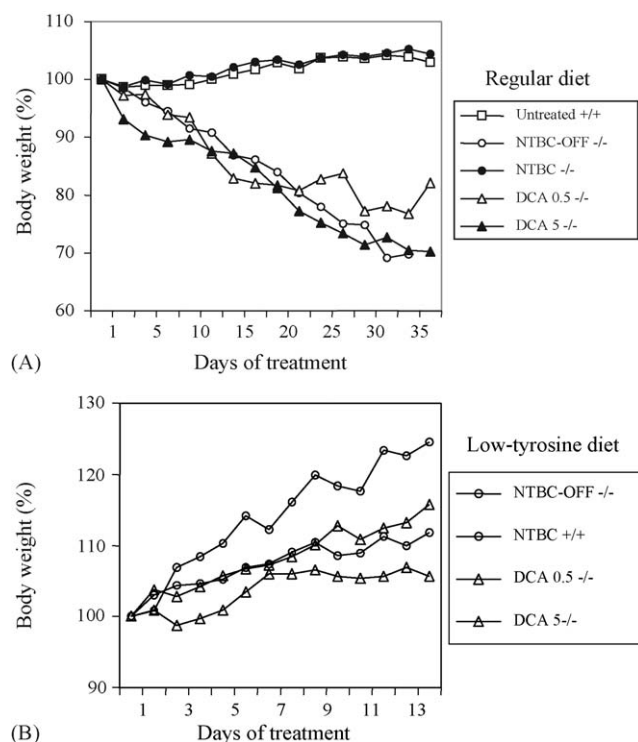 110
100
90
80
70
60
Body weight (%)
1 5 10 15 20 25 30 35
Days of treatment
(A)
Regular diet
Untreated +/+
NTBC-OFF -/-
NTBC -/-
DCA 0.5 -/-
DCA 5 -/-
130
120
110
100
90
Body weight (%)
1 3 5 7 9 11 13
Days of treatment
(B)
Low-tyrosine diet
NTBC-OFF -/-
NTBC +/+
DCA 0.5 -/-
DCA 5-/-